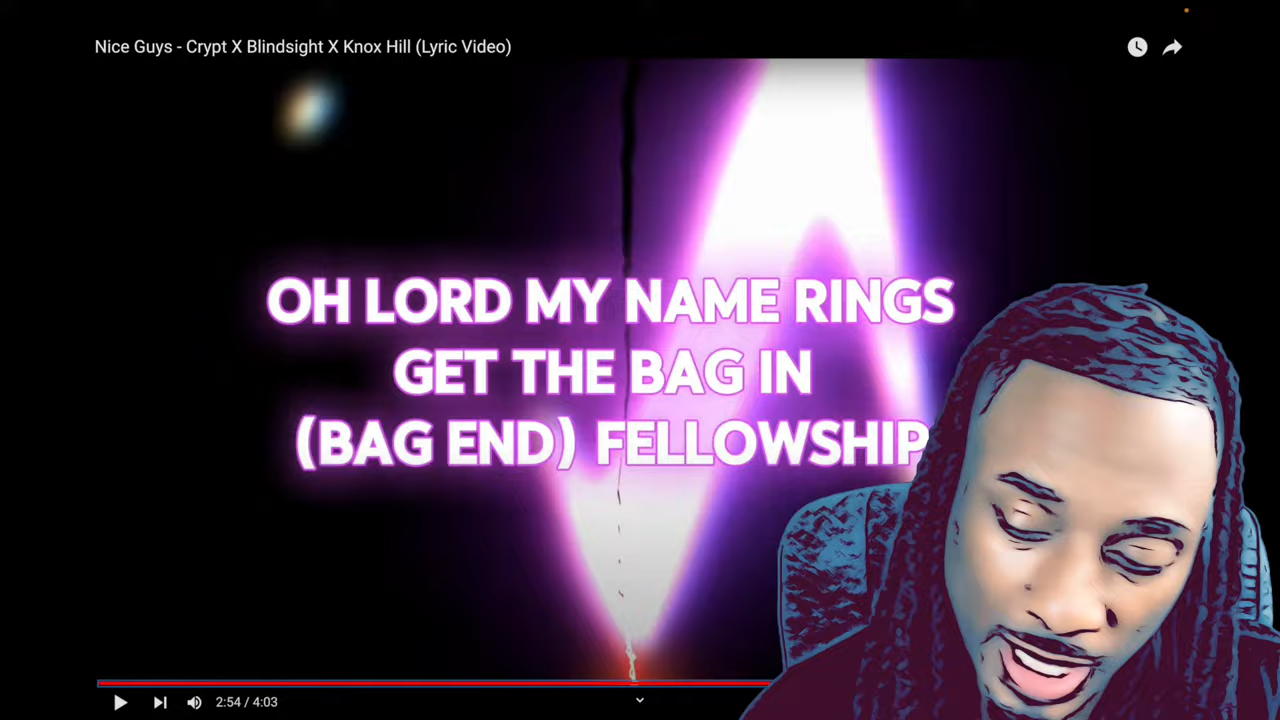 Nice Guys - Crypt X Blindsight X Knox Hill (Lyric Video)
OH LORD MY NAME RINGS
GET THE BAG IN
(BAG END) FELLOWSHIP
2:54 / 4:03